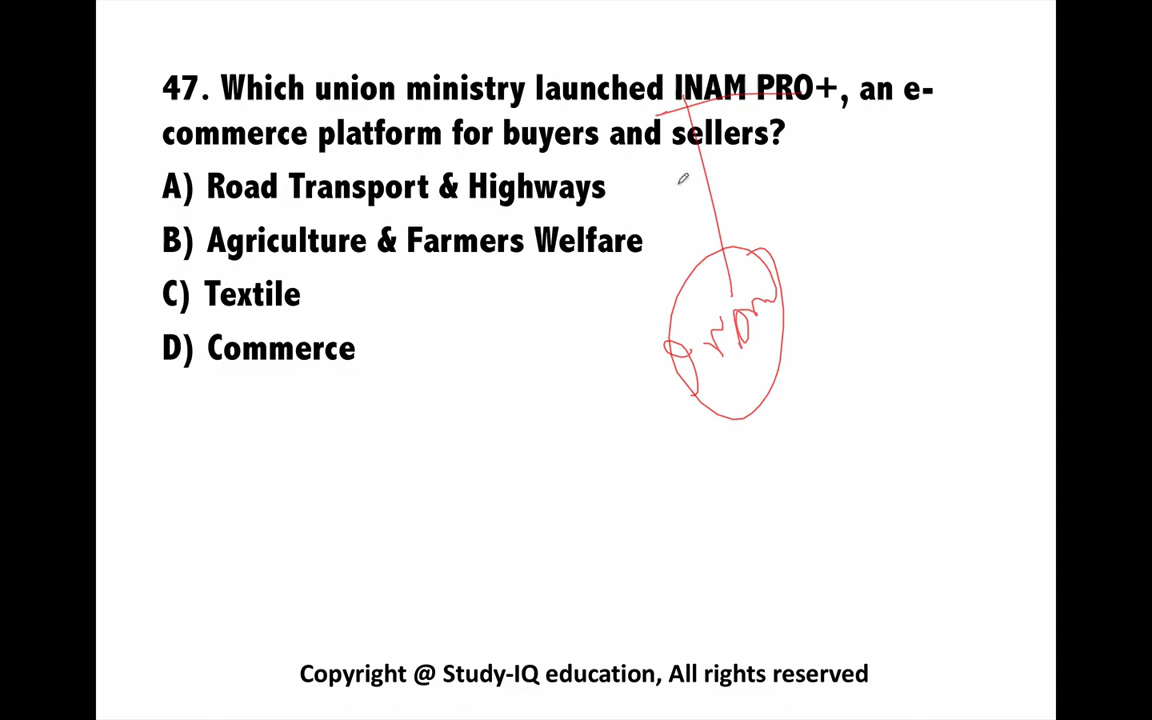 47. Which union ministry launched INAM PRO+, an e-
commerce platform for buyers and sellers?
A) Road Transport & Highways
B) Agriculture & Farmers Welfare
C) Textile
D) Commerce
Copyright @ Study-IQ education, All rights reserved